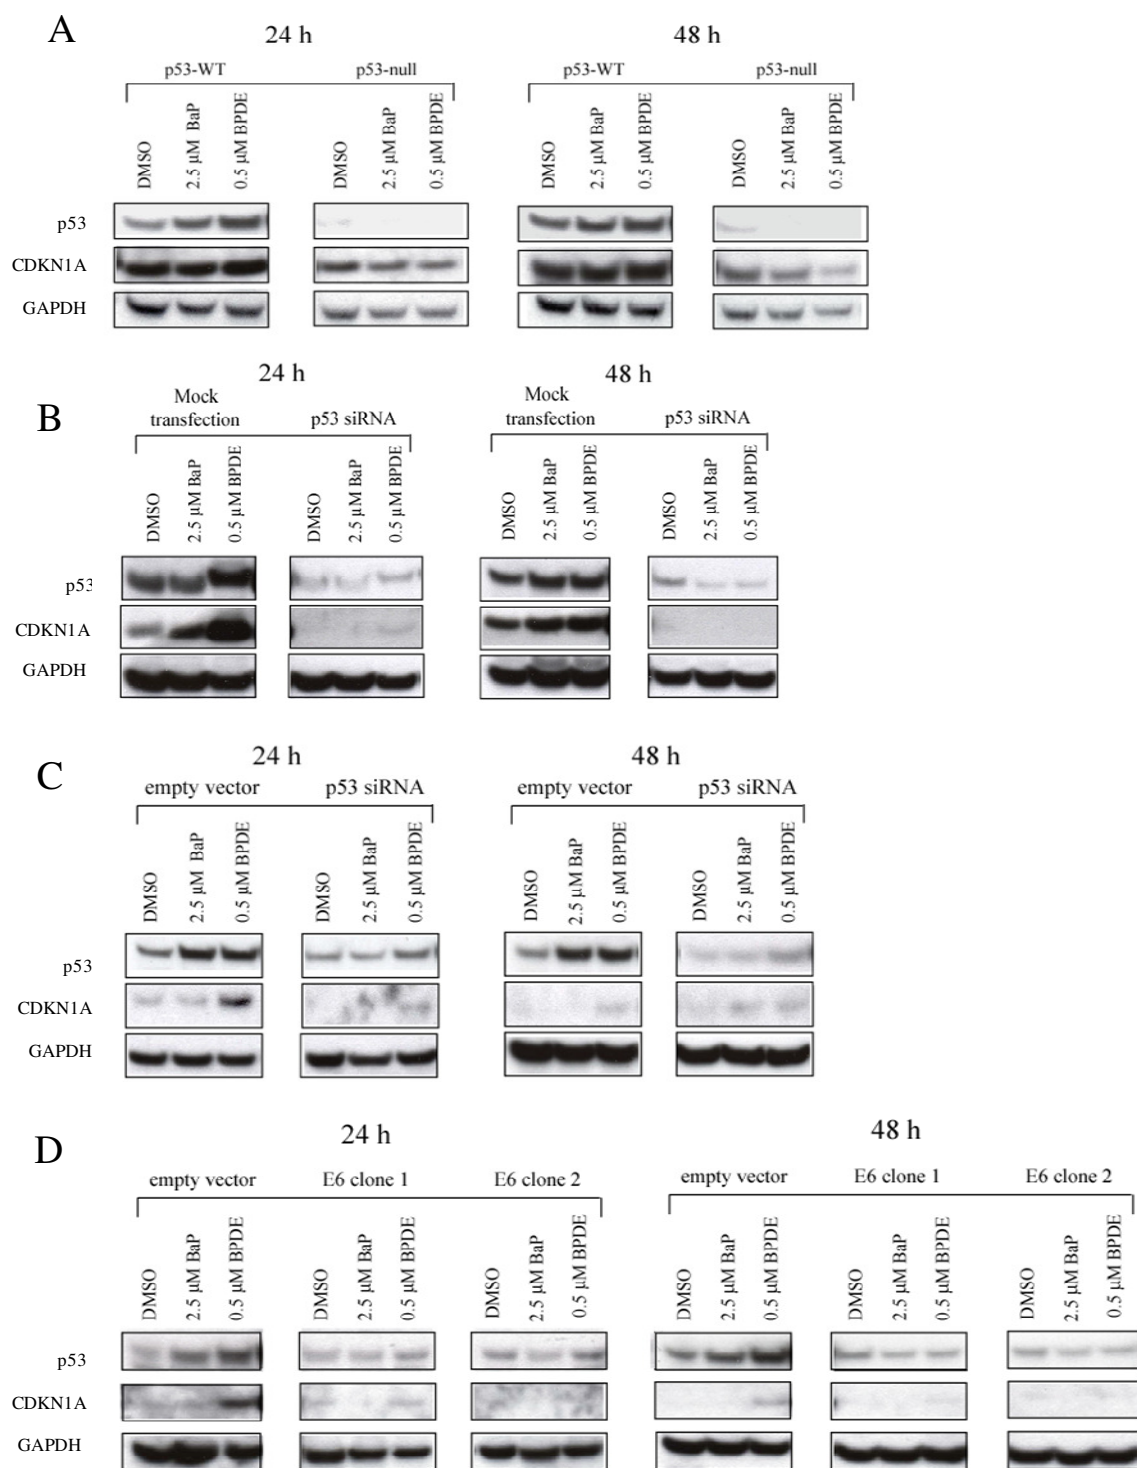 A
24 h
48 h
p53-WT
p53-null
p53-WT
p53-null
DMSO
2.5 µM BaP
0.5 µM BPDE
DMSO
2.5 µM BaP
0.5 µM BPDE
DMSO
2.5 µM BaP
0.5 µM BPDE
DMSO
2.5 µM BaP
0.5 µM BPDE
p53
CDKN1A
GAPDH
B
24 h
48 h
Mock
transfection
p53 siRNA
Mock
transfection
p53 siRNA
DMSO
2.5 µM BaP
0.5 µM BPDE
DMSO
2.5 µM BaP
0.5 µM BPDE
DMSO
2.5 µM BaP
0.5 µM BPDE
DMSO
2.5 µM BaP
0.5 µM BPDE
p53
CDKN1A
GAPDH
C
24 h
48 h
empty vector
p53 siRNA
empty vector
p53 siRNA
DMSO
2.5 µM BaP
0.5 µM BPDE
DMSO
2.5 µM BaP
0.5 µM BPDE
DMSO
2.5 µM BaP
0.5 µM BPDE
DMSO
2.5 µM BaP
0.5 µM BPDE
p53
CDKN1A
GAPDH
D
24 h
48 h
empty vector
E6 clone 1
E6 clone 2
empty vector
E6 clone 1
E6 clone 2
DMSO
2.5 µM BaP
0.5 µM BPDE
DMSO
2.5 µM BaP
0.5 µM BPDE
DMSO
2.5 µM BaP
0.5 µM BPDE
DMSO
2.5 µM BaP
0.5 µM BPDE
DMSO
2.5 µM BaP
0.5 µM BPDE
DMSO
2.5 µM BaP
0.5 µM BPDE
p53
CDKN1A
GAPDH